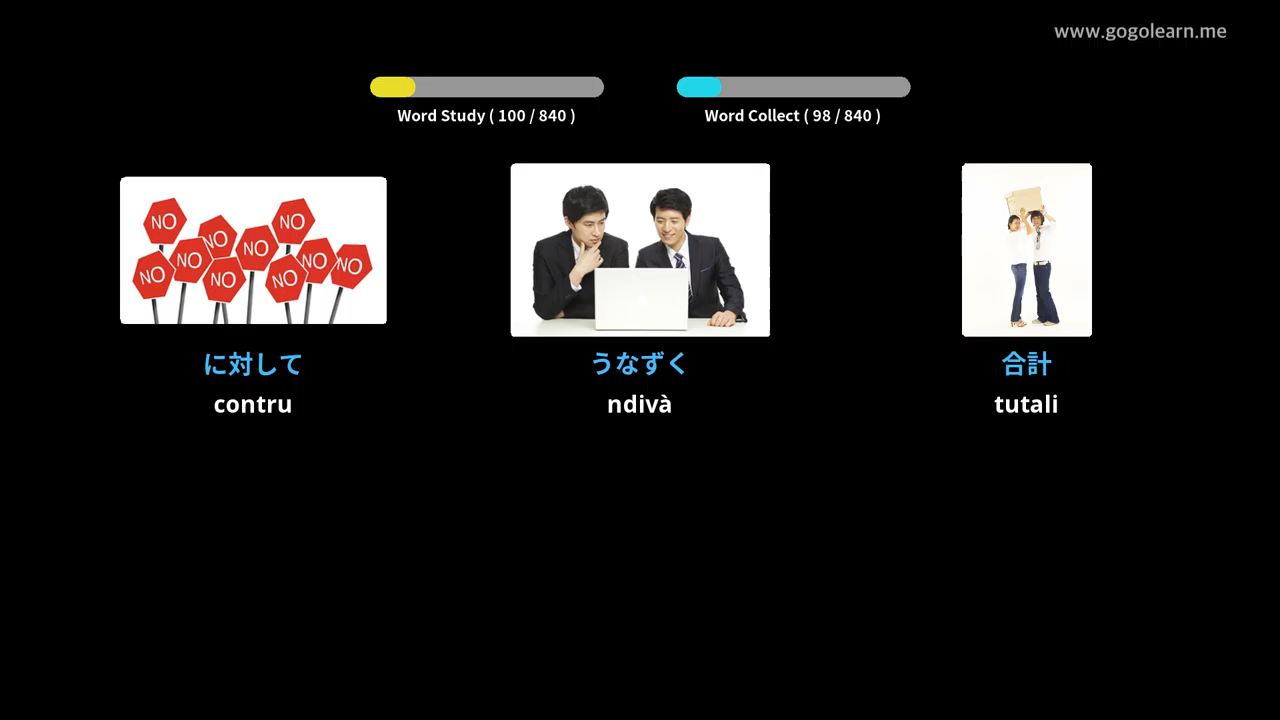 www.gogolearn.me
Word Study ( 100 / 840 )
Word Collect ( 98 / 840 )
NO
NO
NO
NO
NO
NO
NO
NO
NO
NO
に対して
うなずく
合計
contru
ndivà
tutali